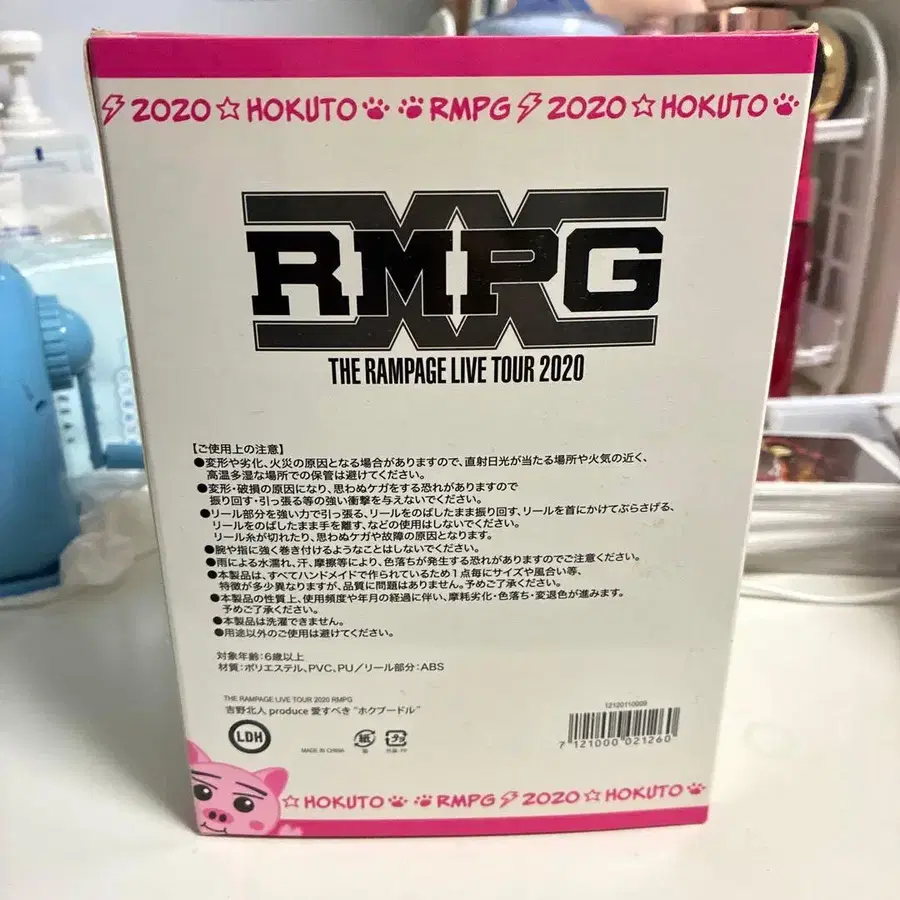 2020☆HOKUTO RMPG 2020☆HOKUTO
RMPG
THE RAMPAGE LIVE TOUR 2020
【ご使用上の注意】
●変形や劣化、火災の原因となる場合がありますので、直射日光が当たる場所や火気の近く、
高温多湿な場所での保管は避けてください。
●変形・破損の原因になり、思わぬケガをする恐れがありますので
振り回す・引っ張る等の強い衝撃を与えないでください。
●リール部分を強い力で引っ張る、リールをのばしたまま振り回す、リールを首にかけてぶらさげる、
リールをのばしたまま手を離す、などの使用はしないでください。
リール糸が切れたり、思わぬケガや故障の原因となります。
●腕や指に強く巻き付けるようなことはしないでください。
●雨による水濡れ、汗、摩擦等により、色落ちが発生する恐れがありますのでご注意ください。
●本製品は、すべてハンドメイドで作られているため1点毎にサイズや風合い等、
特徴が多少異なりますが、品質に問題はありません。予めご了承ください。
●本製品の性質上、使用頻度や年月の経過に伴い、摩耗劣化・色落ち・変退色が進みます。
予めご了承ください。
●本製品は洗濯できません。
●用途以外のご使用は避けてください。
対象年齢:6歳以上
材質:ポリエステル、PVC、PU/リール部分:ABS
THE RAMPAGE LIVE TOUR 2020 RMPG
吉野北人 produce 愛すべき "ホクプードル"
LDH
MADE IN CHINA
紙
箱
プラ
外装:PP
12120110009
7 121000 021260
☆HOKUTO RMPG 2020☆HOKUTO